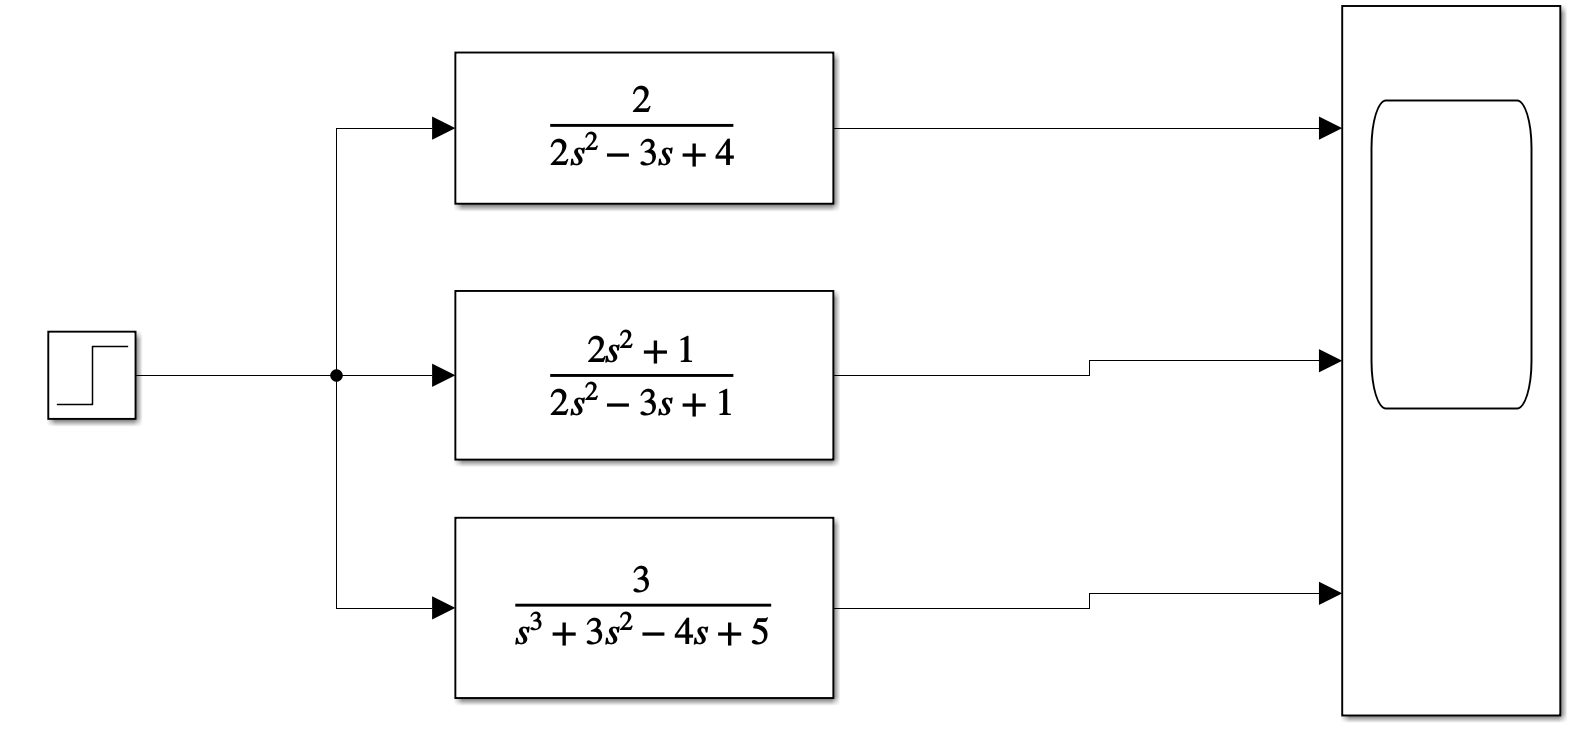 2
2s² − 3s + 4
2s² + 1
2s² − 3s + 1
3
s³ + 3s² − 4s + 5